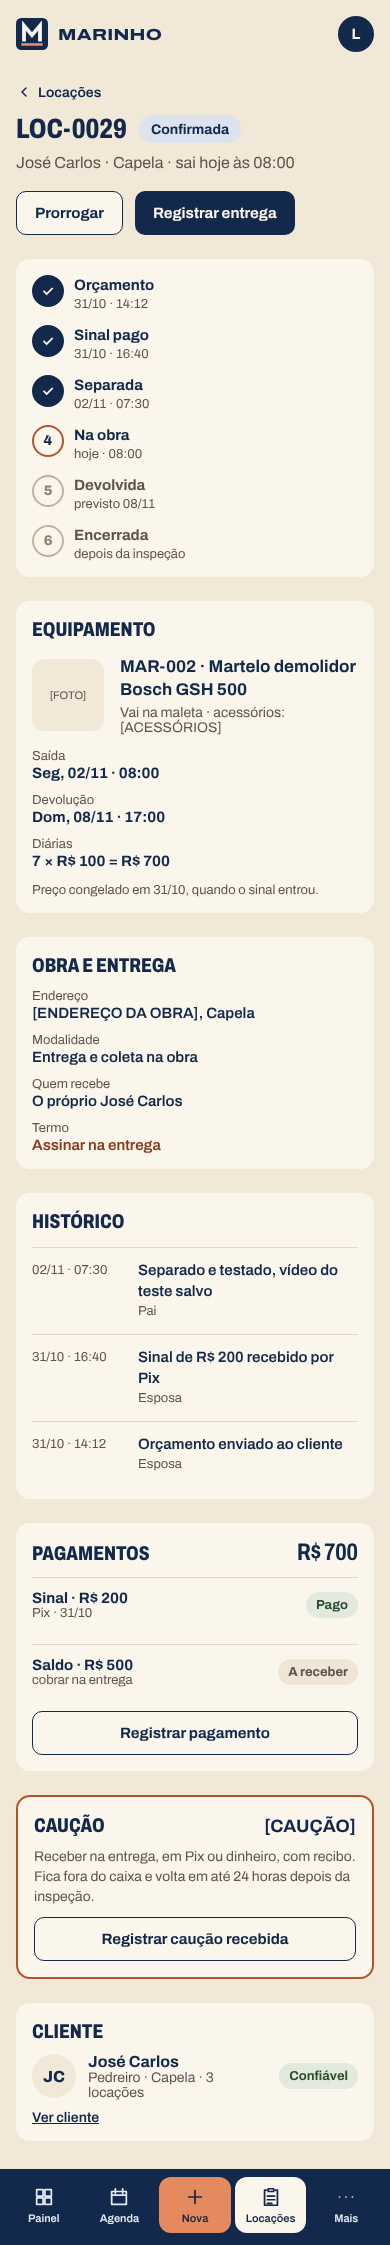 M MARINHO
L
Locações
LOC-0029 Confirmada
José Carlos · Capela · sai hoje às 08:00
Prorrogar Registrar entrega
Orçamento
31/10 · 14:12
Sinal pago
31/10 · 16:40
Separada
02/11 · 07:30
4 Na obra
hoje · 08:00
5 Devolvida
previsto 08/11
6 Encerrada
depois da inspeção
EQUIPAMENTO
[FOTO]
MAR-002 · Martelo demolidor
Bosch GSH 500
Vai na maleta · acessórios:
[ACESSÓRIOS]
Saída
Seg, 02/11 · 08:00
Devolução
Dom, 08/11 · 17:00
Diárias
7 × R$ 100 = R$ 700
Preço congelado em 31/10, quando o sinal entrou.
OBRA E ENTREGA
Endereço
[ENDEREÇO DA OBRA], Capela
Modalidade
Entrega e coleta na obra
Quem recebe
O próprio José Carlos
Termo
Assinar na entrega
HISTÓRICO
02/11 · 07:30 Separado e testado, vídeo do
teste salvo
Pai
31/10 · 16:40 Sinal de R$ 200 recebido por
Pix
Esposa
31/10 · 14:12 Orçamento enviado ao cliente
Esposa
PAGAMENTOS R$ 700
Sinal · R$ 200
Pix · 31/10
Pago
Saldo · R$ 500
cobrar na entrega
A receber
Registrar pagamento
CAUÇÃO [CAUÇÃO]
Receber na entrega, em Pix ou dinheiro, com recibo.
Fica fora do caixa e volta em até 24 horas depois da
inspeção.
Registrar caução recebida
CLIENTE
JC
José Carlos
Pedreiro · Capela · 3
locações
Confiável
Ver cliente
Painel Agenda Nova Locações Mais